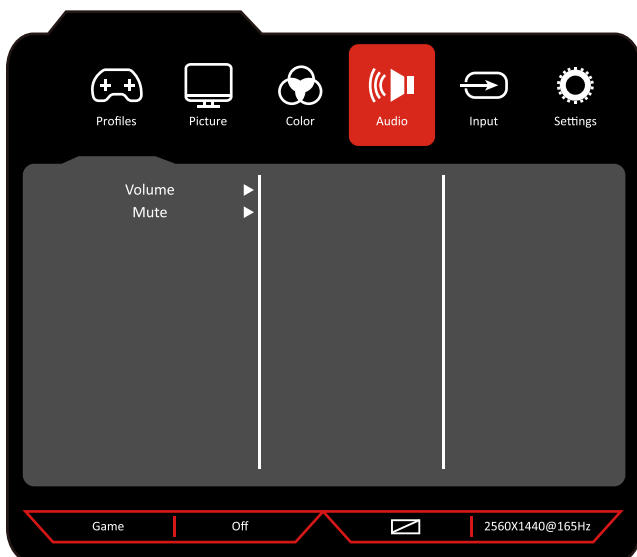 Profiles Picture Color Audio Input Settings
Volume
Mute
Game Off 2560X1440@165Hz